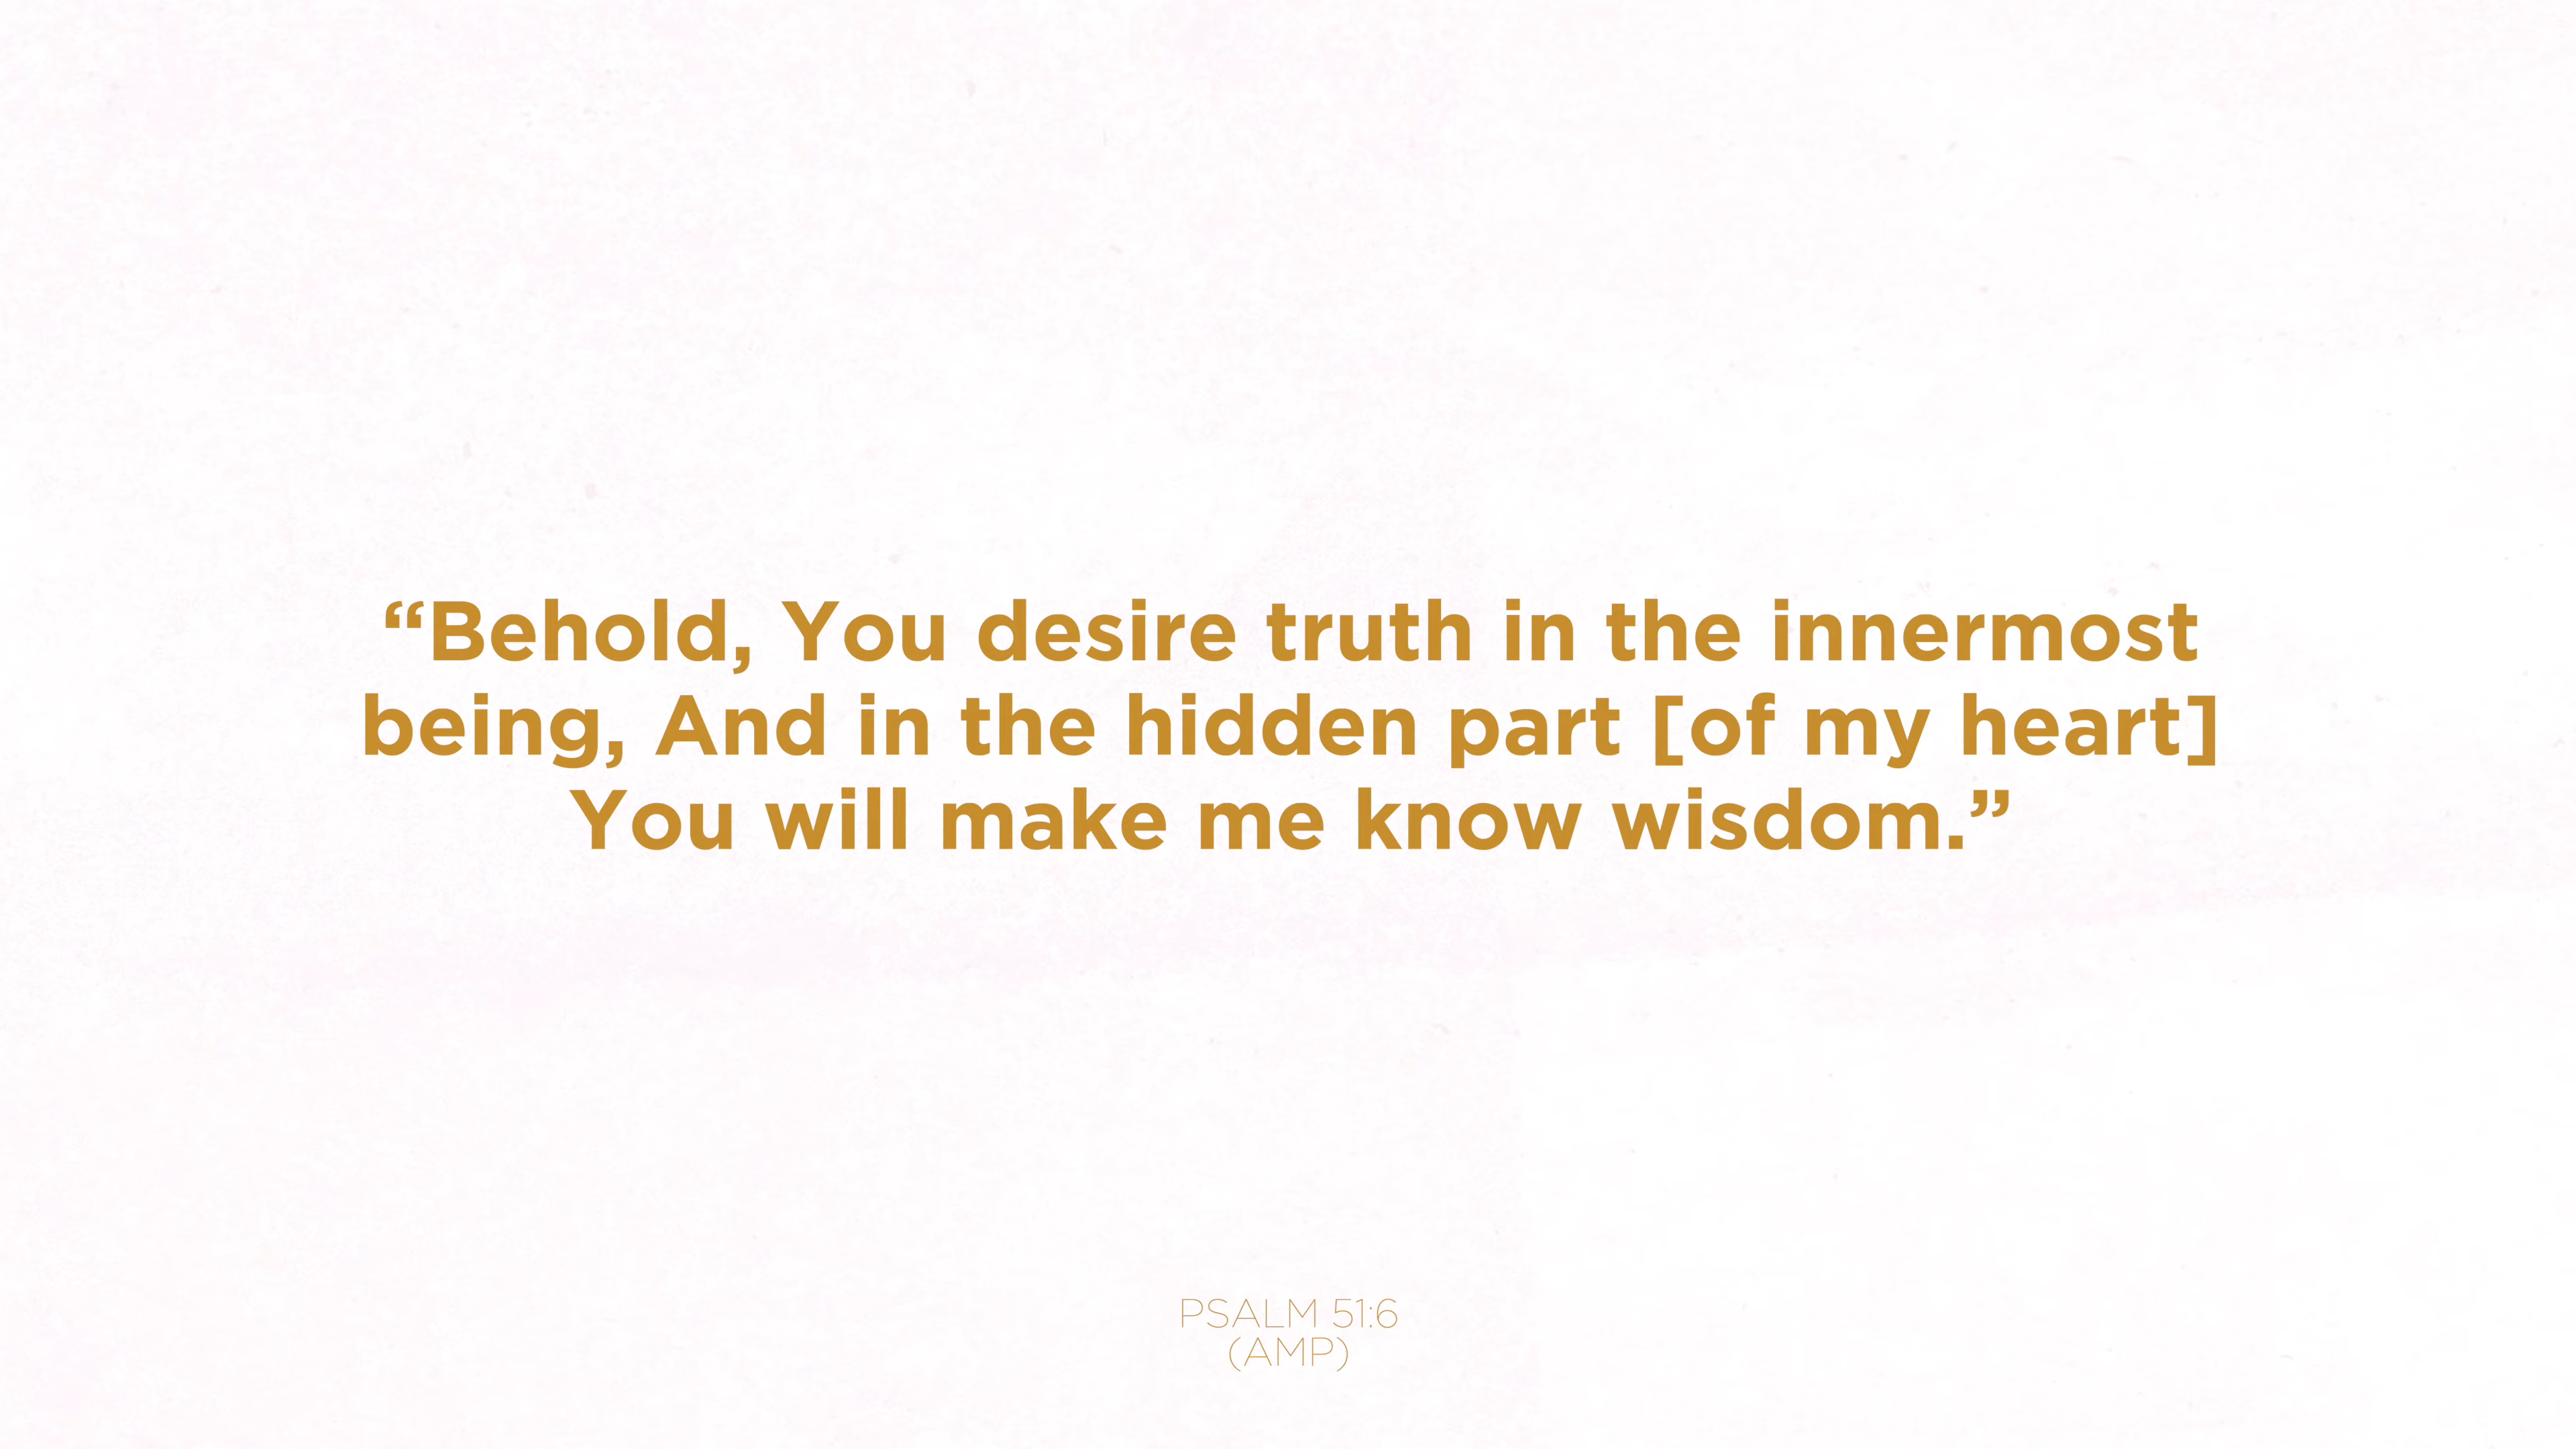 “Behold, You desire truth in the innermost
being, And in the hidden part [of my heart]
You will make me know wisdom.”
PSALM 51:6
(AMP)